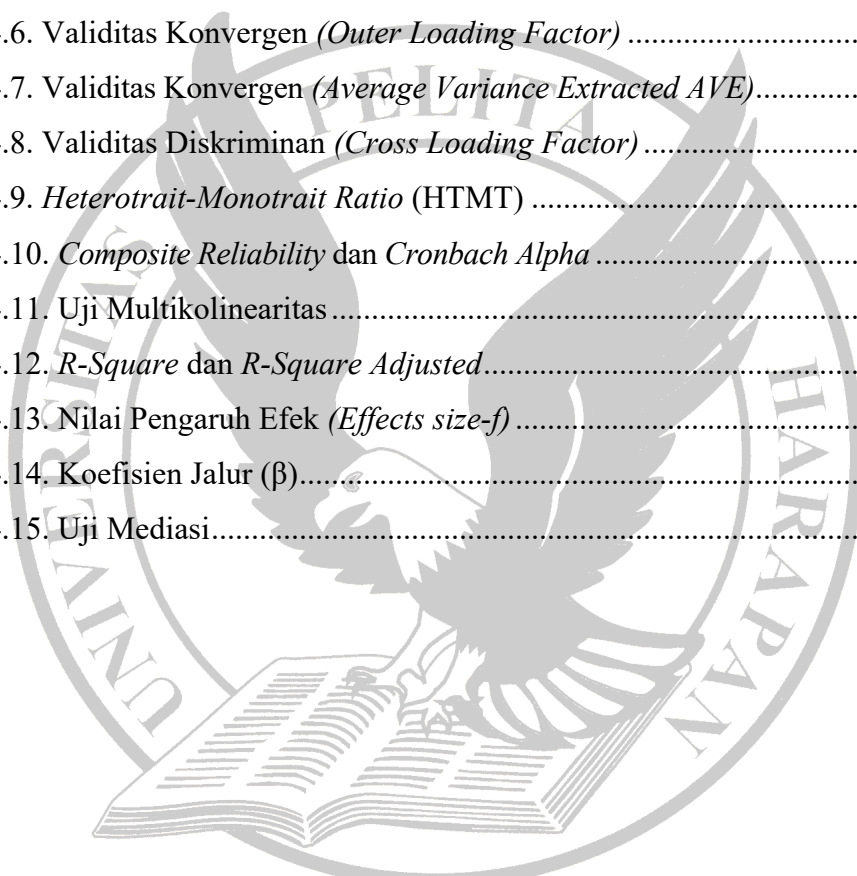 .6. Validitas Konvergen (Outer Loading Factor) ..............................
.7. Validitas Konvergen (Average Variance Extracted AVE)..............
.8. Validitas Diskriminan (Cross Loading Factor) ............................
.9. Heterotrait-Monotrait Ratio (HTMT) ...........................................
.10. Composite Reliability dan Cronbach Alpha ..................................
.11. Uji Multikolinearitas .....................................................................
.12. R-Square dan R-Square Adjusted.................................................
.13. Nilai Pengaruh Efek (Effects size-f) .............................................
.14. Koefisien Jalur (β).........................................................................
.15. Uji Mediasi.....................................................................................
UNIVERSITAS PELITA HARAPAN